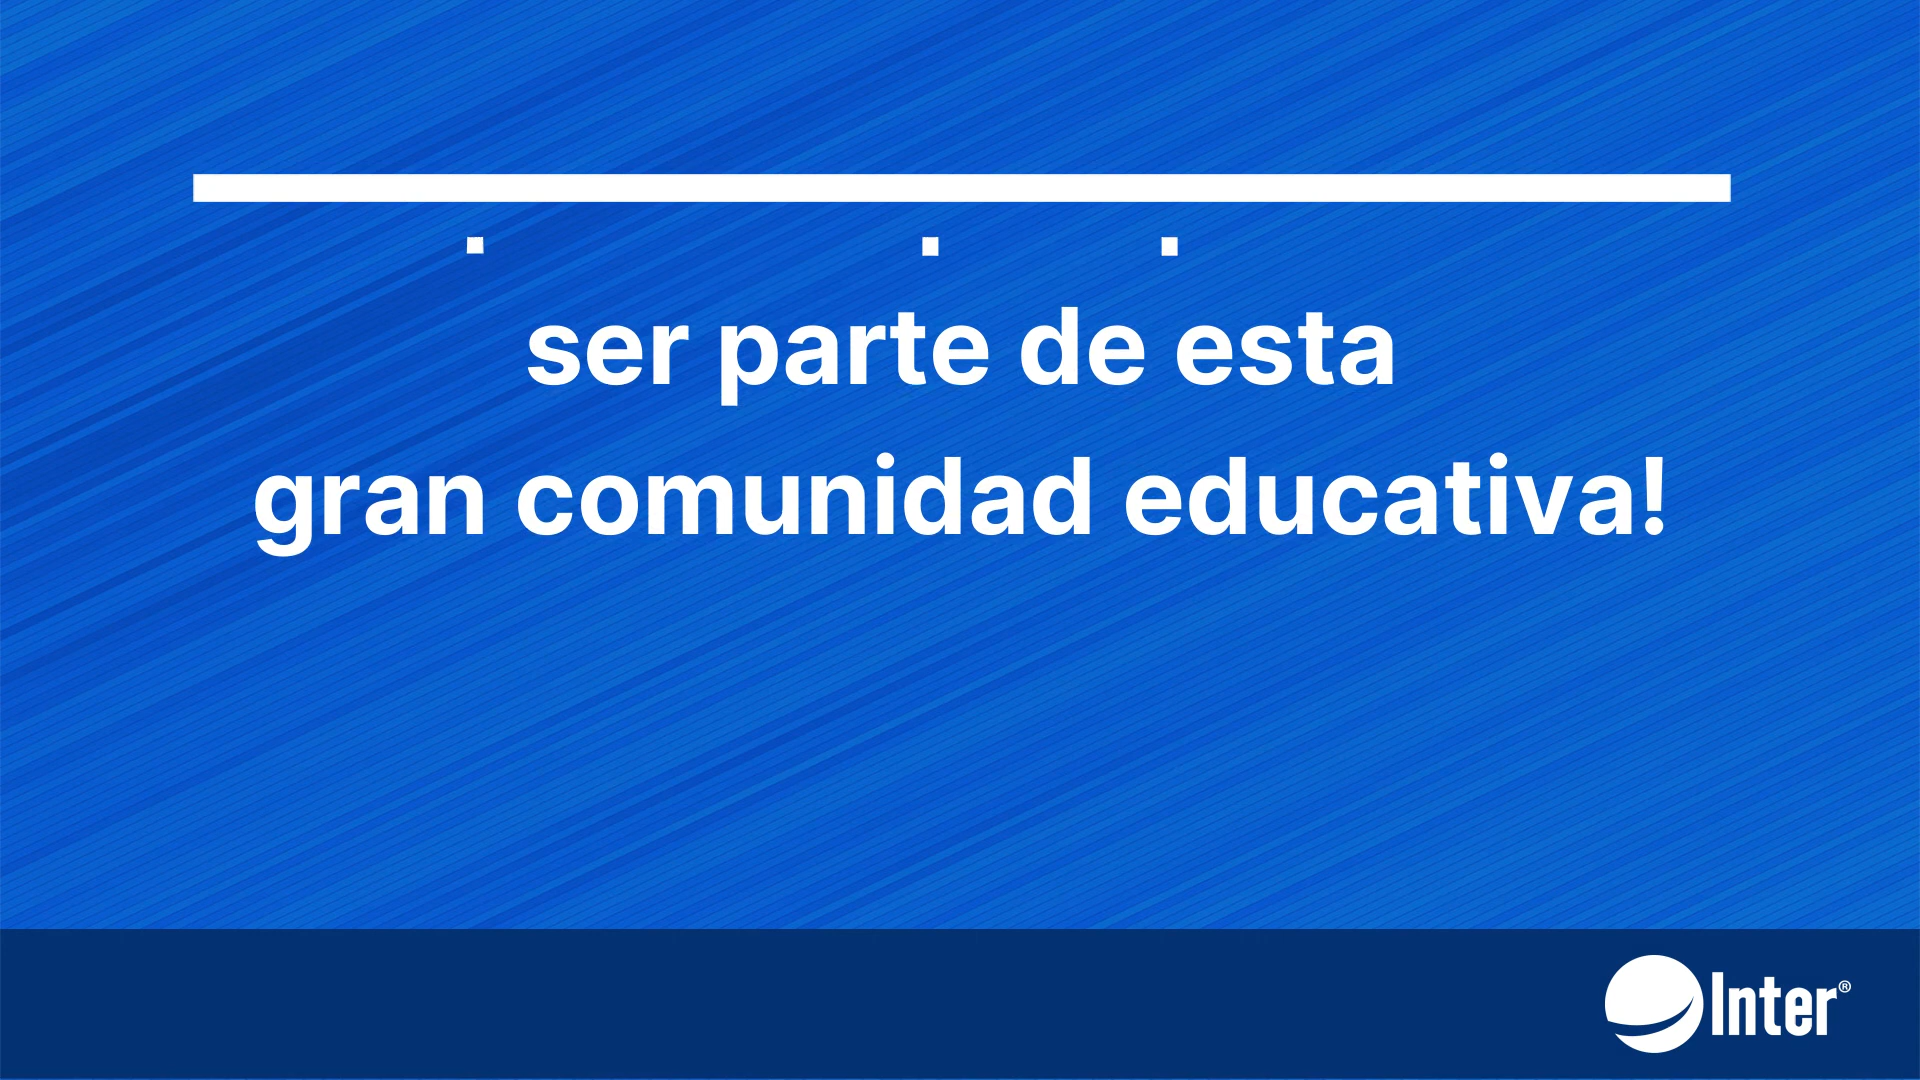 ser parte de esta
gran comunidad educativa!
Inter®